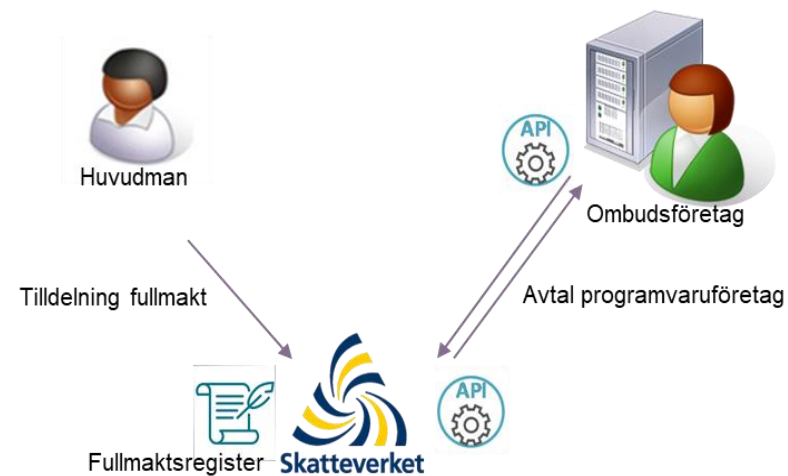 API
Huvudman
Ombudsföretag
Tilldelning fullmakt
Avtal programvaruföretag
API
Fullmaktsregister
Skatteverket